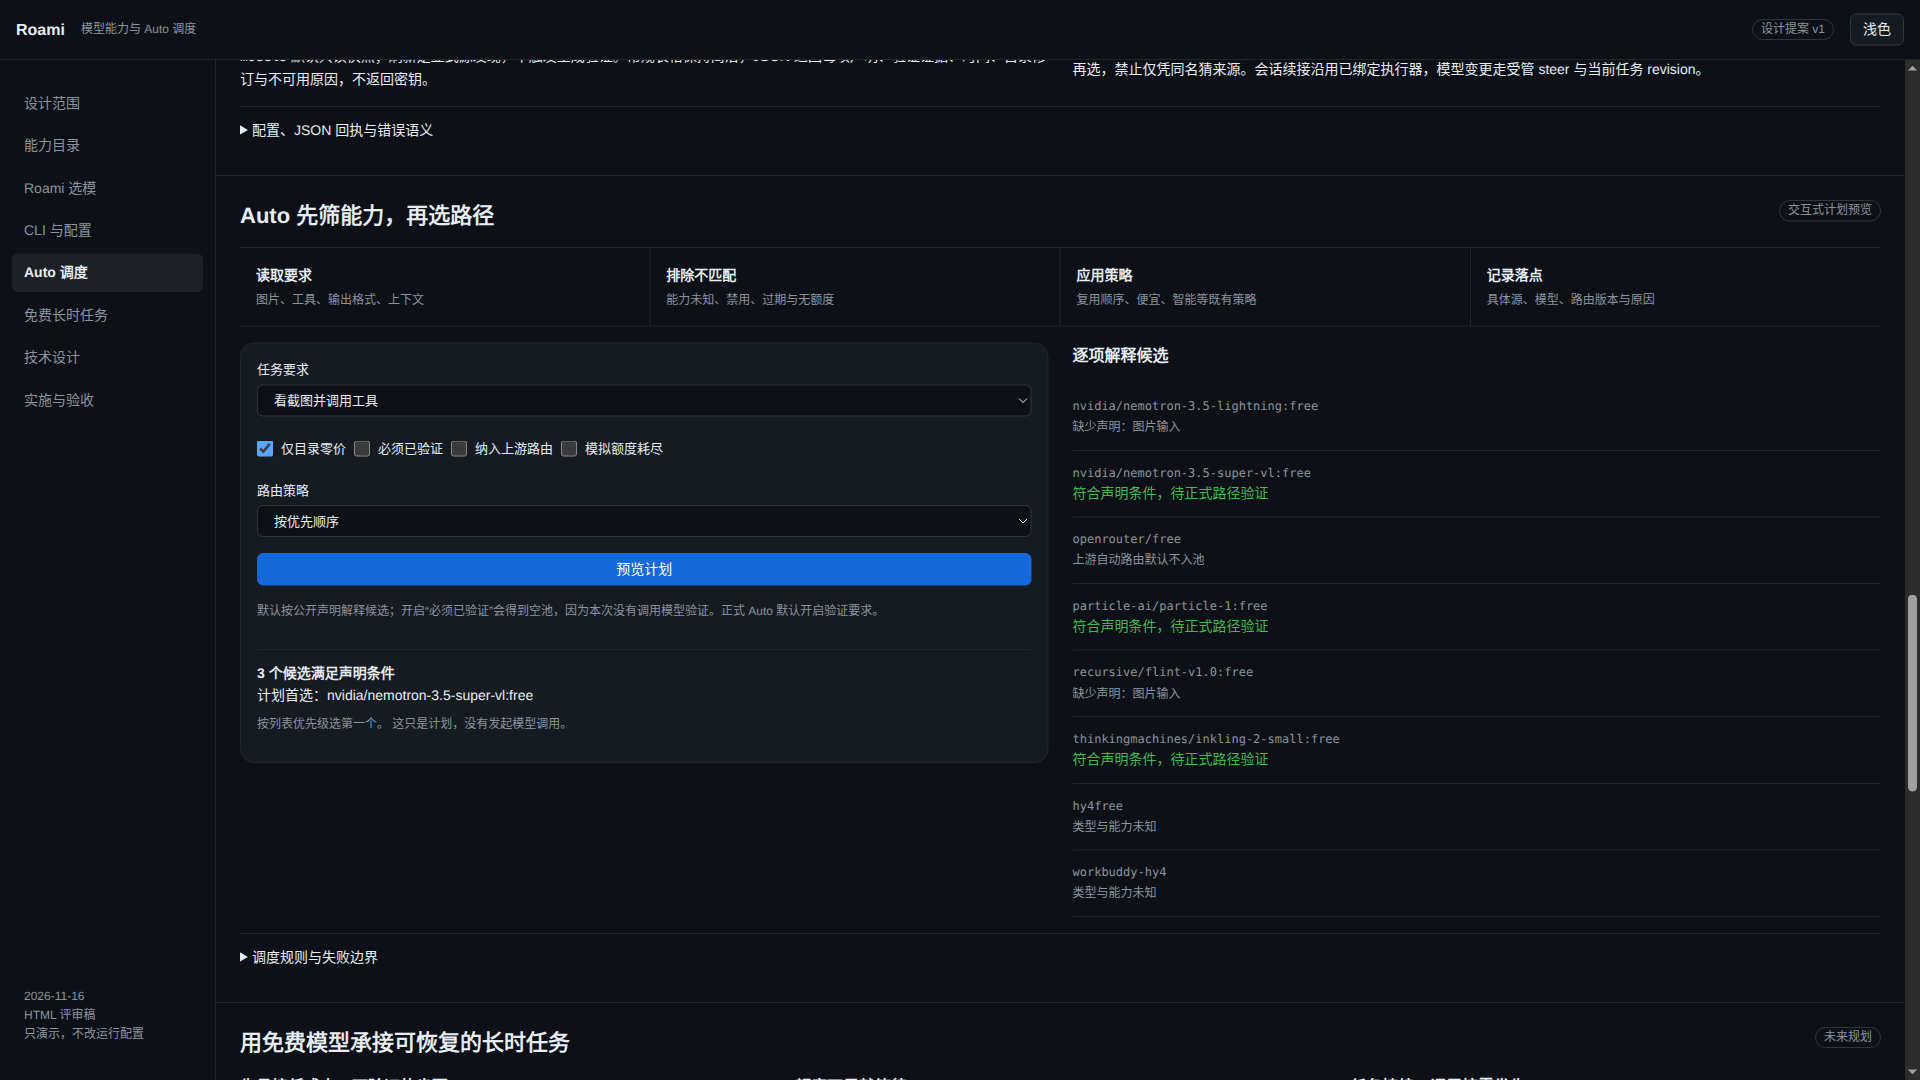 Roami
模型能力与 Auto 调度
设计提案 v1
浅色
设计范围
能力目录
Roami 选模
CLI 与配置
Auto 调度
免费长时任务
技术设计
实施与验收
2026-11-16
HTML 评审稿
只演示，不改运行配置
订与不可用原因，不返回密钥。
再选，禁止仅凭同名猜来源。会话续接沿用已绑定执行器，模型变更走受管 steer 与当前任务 revision。
配置、JSON 回执与错误语义
Auto 先筛能力，再选路径
交互式计划预览
读取要求
图片、工具、输出格式、上下文
排除不匹配
能力未知、禁用、过期与无额度
应用策略
复用顺序、便宜、智能等既有策略
记录落点
具体源、模型、路由版本与原因
任务要求
看截图并调用工具
仅目录零价 必须已验证 纳入上游路由 模拟额度耗尽
路由策略
按优先顺序
预览计划
默认按公开声明解释候选；开启“必须已验证”会得到空池，因为本次没有调用模型验证。正式 Auto 默认开启验证要求。
3 个候选满足声明条件
计划首选：nvidia/nemotron-3.5-super-vl:free
按列表优先级选第一个。 这只是计划，没有发起模型调用。
逐项解释候选
nvidia/nemotron-3.5-lightning:free
缺少声明：图片输入
nvidia/nemotron-3.5-super-vl:free
符合声明条件，待正式路径验证
openrouter/free
上游自动路由默认不入池
particle-ai/particle-1:free
符合声明条件，待正式路径验证
recursive/flint-v1.0:free
缺少声明：图片输入
thinkingmachines/inkling-2-small:free
符合声明条件，待正式路径验证
hy4free
类型与能力未知
workbuddy-hy4
类型与能力未知
调度规则与失败边界
用免费模型承接可恢复的长时任务
未来规划